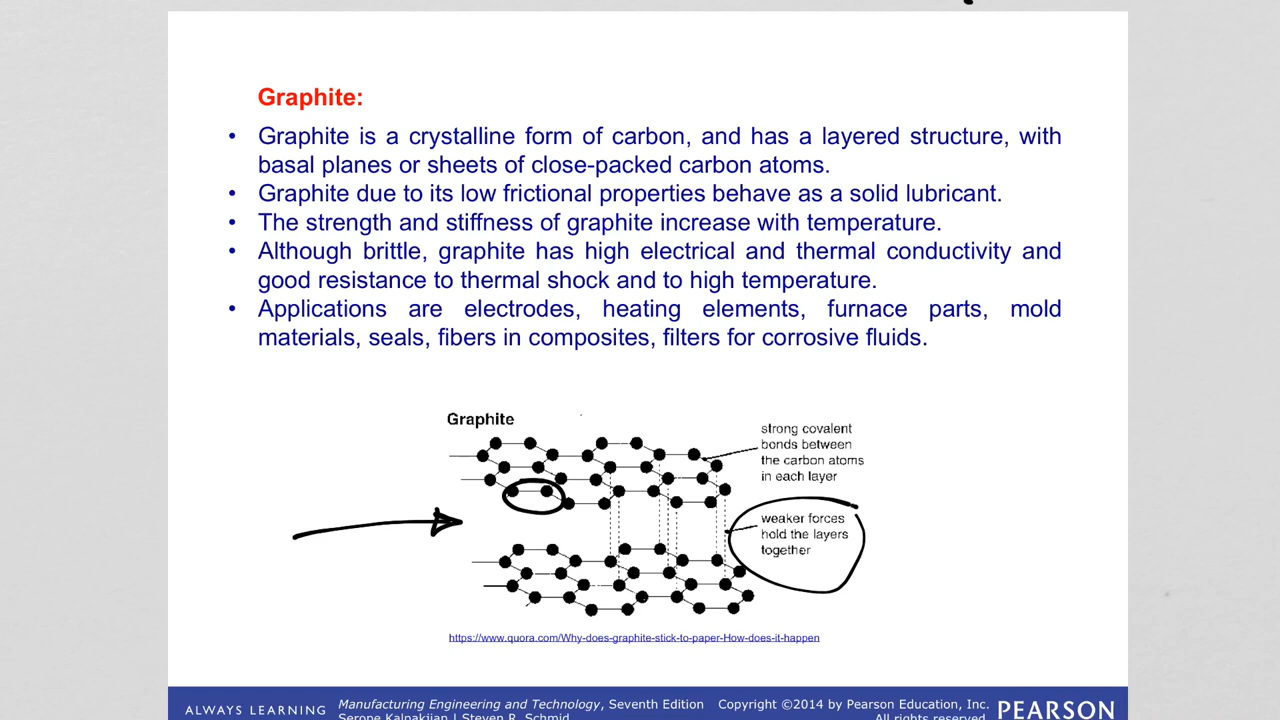 Graphite:
• Graphite is a crystalline form of carbon, and has a layered structure, with
basal planes or sheets of close-packed carbon atoms.
• Graphite due to its low frictional properties behave as a solid lubricant.
• The strength and stiffness of graphite increase with temperature.
• Although brittle, graphite has high electrical and thermal conductivity and
good resistance to thermal shock and to high temperature.
• Applications are electrodes, heating elements, furnace parts, mold
materials, seals, fibers in composites, filters for corrosive fluids.
Graphite
strong covalent
bonds between
the carbon atoms
in each layer
weaker forces
hold the layers
together
https://www.quora.com/Why-does-graphite-stick-to-paper-How-does-it-happen
ALWAYS LEARNING
Manufacturing Engineering and Technology, Seventh Edition
Serope Kalpakjian | Steven R. Schmid
Copyright ©2014 by Pearson Education, Inc.
All rights reserved.
PEARSON